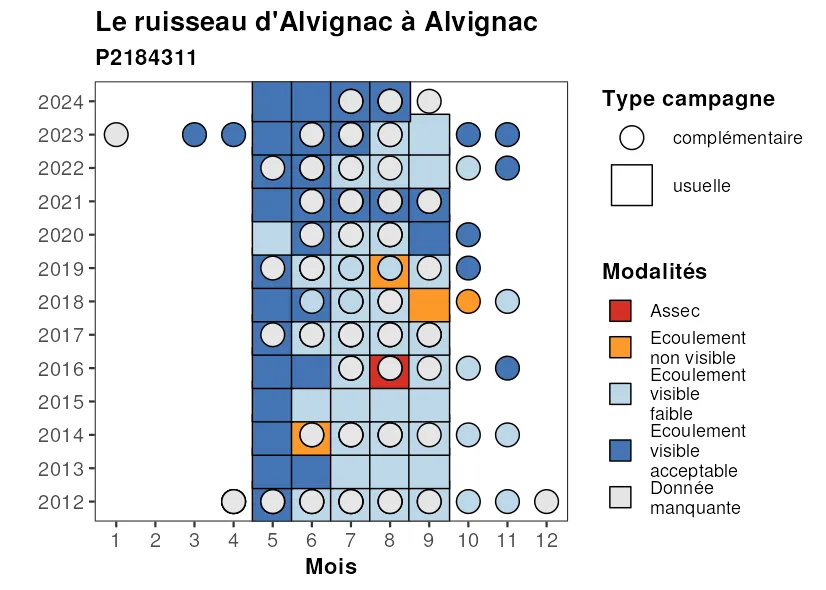 Le ruisseau d'Alvignac à Alvignac
P2184311
2024
2023
2022
2021
2020
2019
2018
2017
2016
2015
2014
2013
2012
1 2 3 4 5 6 7 8 9 10 11 12
Mois
Type campagne
complémentaire
usuelle
Modalités
Assec
Ecoulement
non visible
Ecoulement
visible
faible
Ecoulement
visible
acceptable
Donnée
manquante